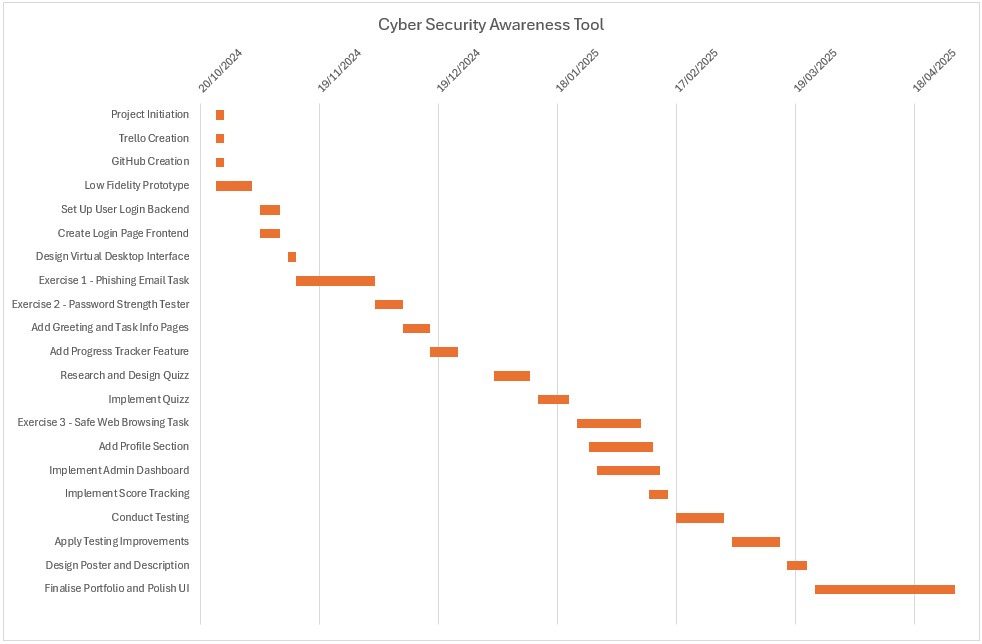 Cyber Security Awareness Tool
20/10/2024
19/11/2024
19/12/2024
18/01/2025
17/02/2025
19/03/2025
18/04/2025
Project Initiation
Trello Creation
GitHub Creation
Low Fidelity Prototype
Set Up User Login Backend
Create Login Page Frontend
Design Virtual Desktop Interface
Exercise 1 - Phishing Email Task
Exercise 2 - Password Strength Tester
Add Greeting and Task Info Pages
Add Progress Tracker Feature
Research and Design Quizz
Implement Quizz
Exercise 3 - Safe Web Browsing Task
Add Profile Section
Implement Admin Dashboard
Implement Score Tracking
Conduct Testing
Apply Testing Improvements
Design Poster and Description
Finalise Portfolio and Polish UI